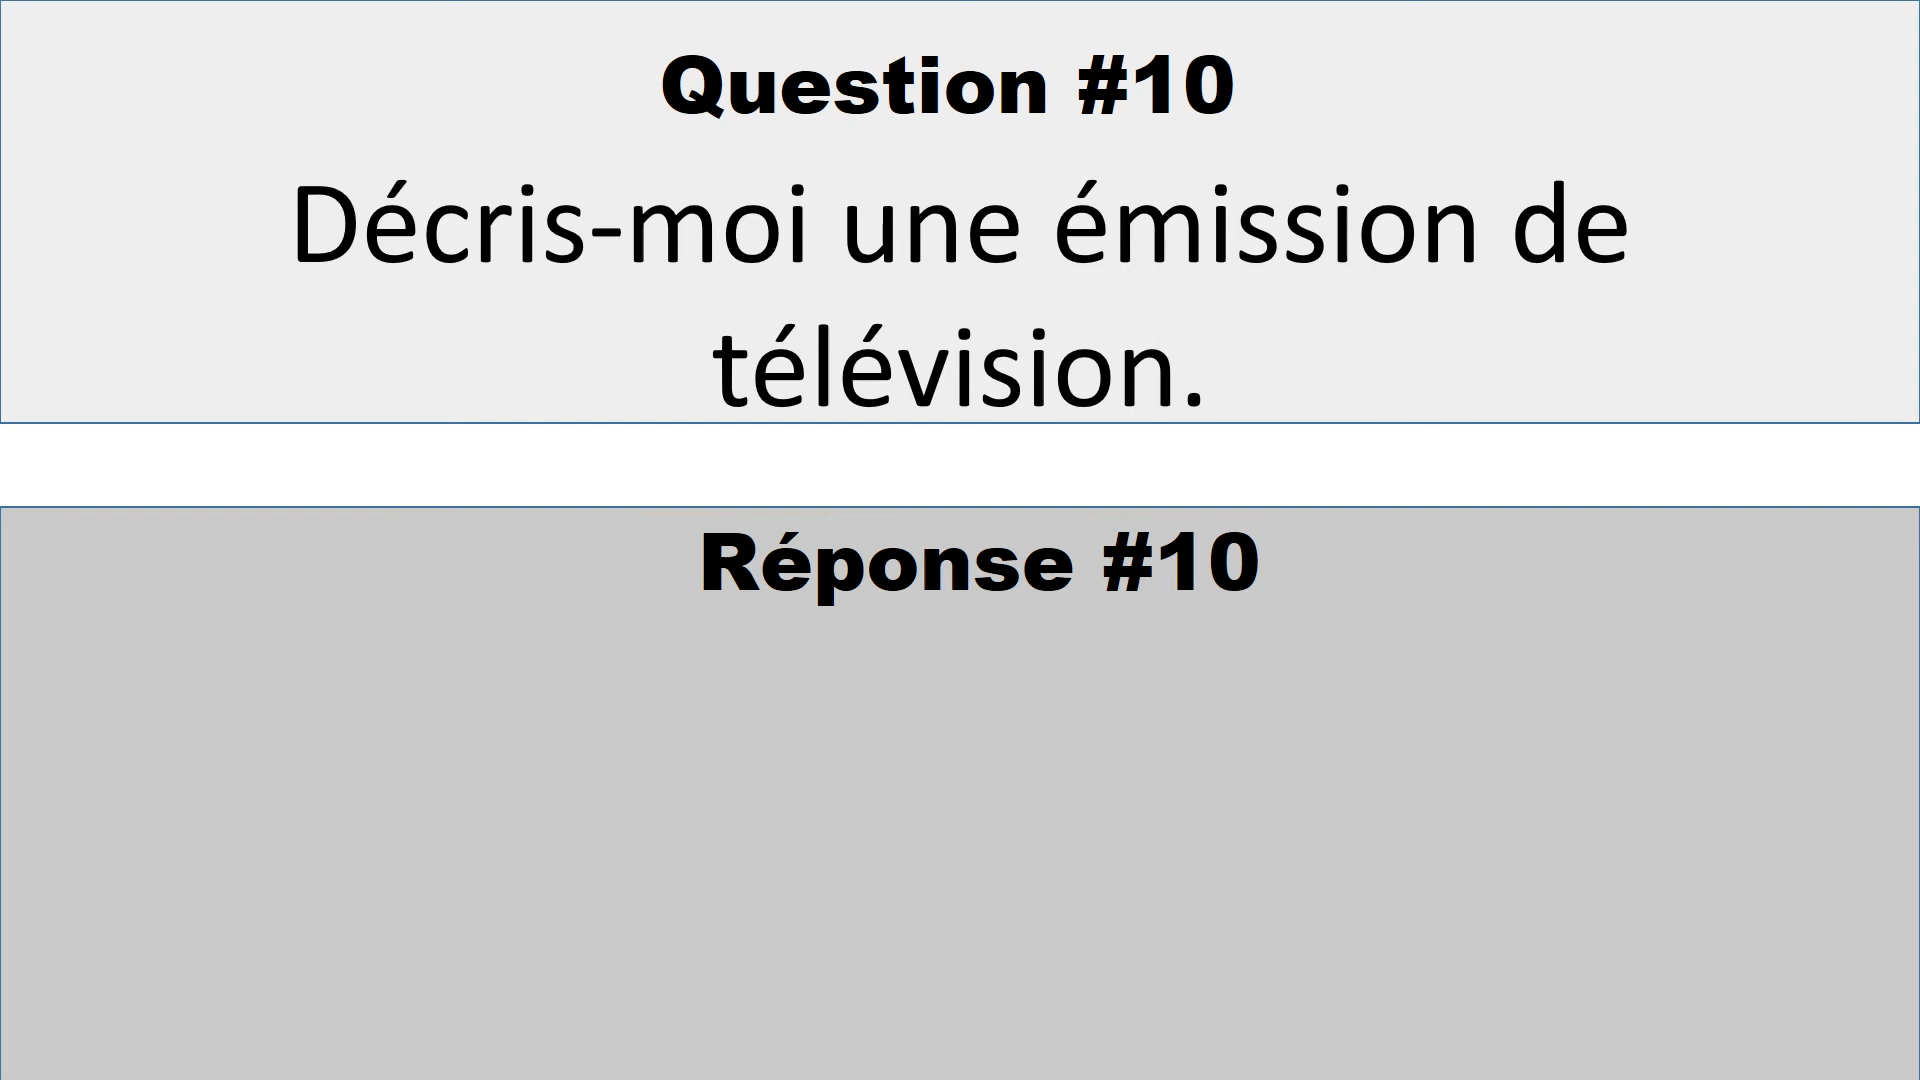 Question #10
Décris-moi une émission de
télévision.
Réponse #10